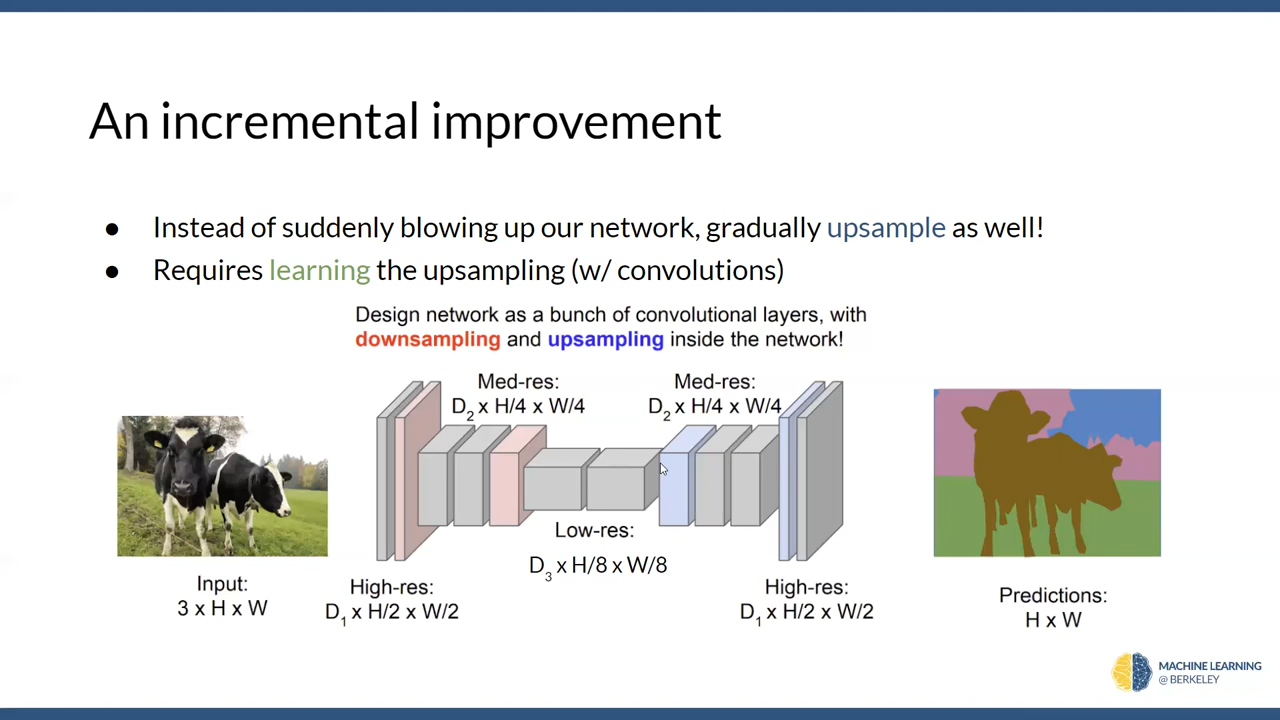 An incremental improvement
● Instead of suddenly blowing up our network, gradually upsample as well!
● Requires learning the upsampling (w/ convolutions)
Design network as a bunch of convolutional layers, with
downsampling and upsampling inside the network!
Med-res:
D2 x H/4 x W/4
Med-res:
D2 x H/4 x W/4
Low-res:
D3 x H/8 x W/8
Input:
3 x H x W
High-res:
D1 x H/2 x W/2
High-res:
D1 x H/2 x W/2
Predictions:
H x W
MACHINE LEARNING
@ BERKELEY